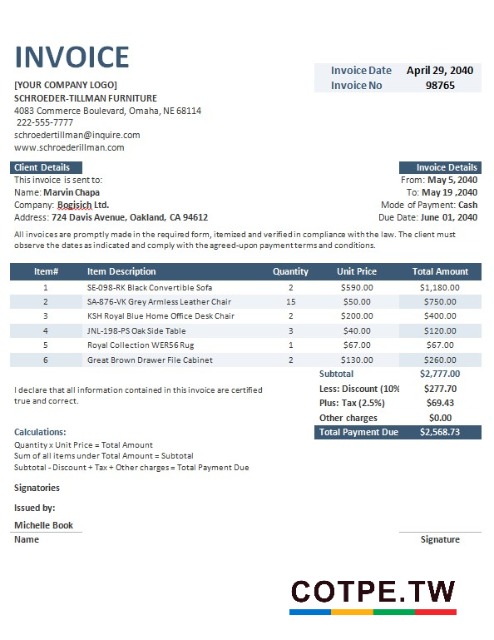 INVOICE
Invoice Date April 29, 2040
Invoice No 98765
[YOUR COMPANY LOGO]
SCHROEDER-TILLMAN FURNITURE
4083 Commerce Boulevard, Omaha, NE 68114
222-555-7777
schroedertillman@inquire.com
www.schroederillman.com
Client Details Invoice Details
This invoice is sent to: From: May 5, 2040
Name: Marvin Chapa To: May 19 ,2040
Company: Bogisich Ltd. Mode of Payment: Cash
Address: 724 Davis Avenue, Oakland, CA 94612 Due Date: June 01, 2040
All invoices are promptly made in the required form, itemized and verified in compliance with the law. The client must
observe the dates as indicated and comply with the agreed-upon payment terms and conditions.
Item# Item Description Quantity Unit Price Total Amount
1 SE-098-RK Black Convertible Sofa 2 $590.00 $1,180.00
2 SA-876-VK Grey Armless Leather Chair 15 $50.00 $750.00
3 KSH Royal Blue Home Office Desk Chair 2 $200.00 $400.00
4 JNL-198-PS Oak Side Table 3 $40.00 $120.00
5 Royal Collection WER56 Rug 1 $67.00 $67.00
6 Great Brown Drawer File Cabinet 2 $130.00 $260.00
Subtotal $2,777.00
I declare that all information contained in this invoice are certified
true and correct.
Less: Discount (10% $277.70
Plus: Tax (2.5%) $69.43
Other charges $0.00
Total Payment Due $2,568.73
Calculations:
Quantity x Unit Price = Total Amount
Sum of all Items under Total Amount = Subtotal
Subtotal - Discount + Tax + Other charges = Total Payment Due
Signatories
Issued by:
Michelle Book
Name Signature
COTPE.TW